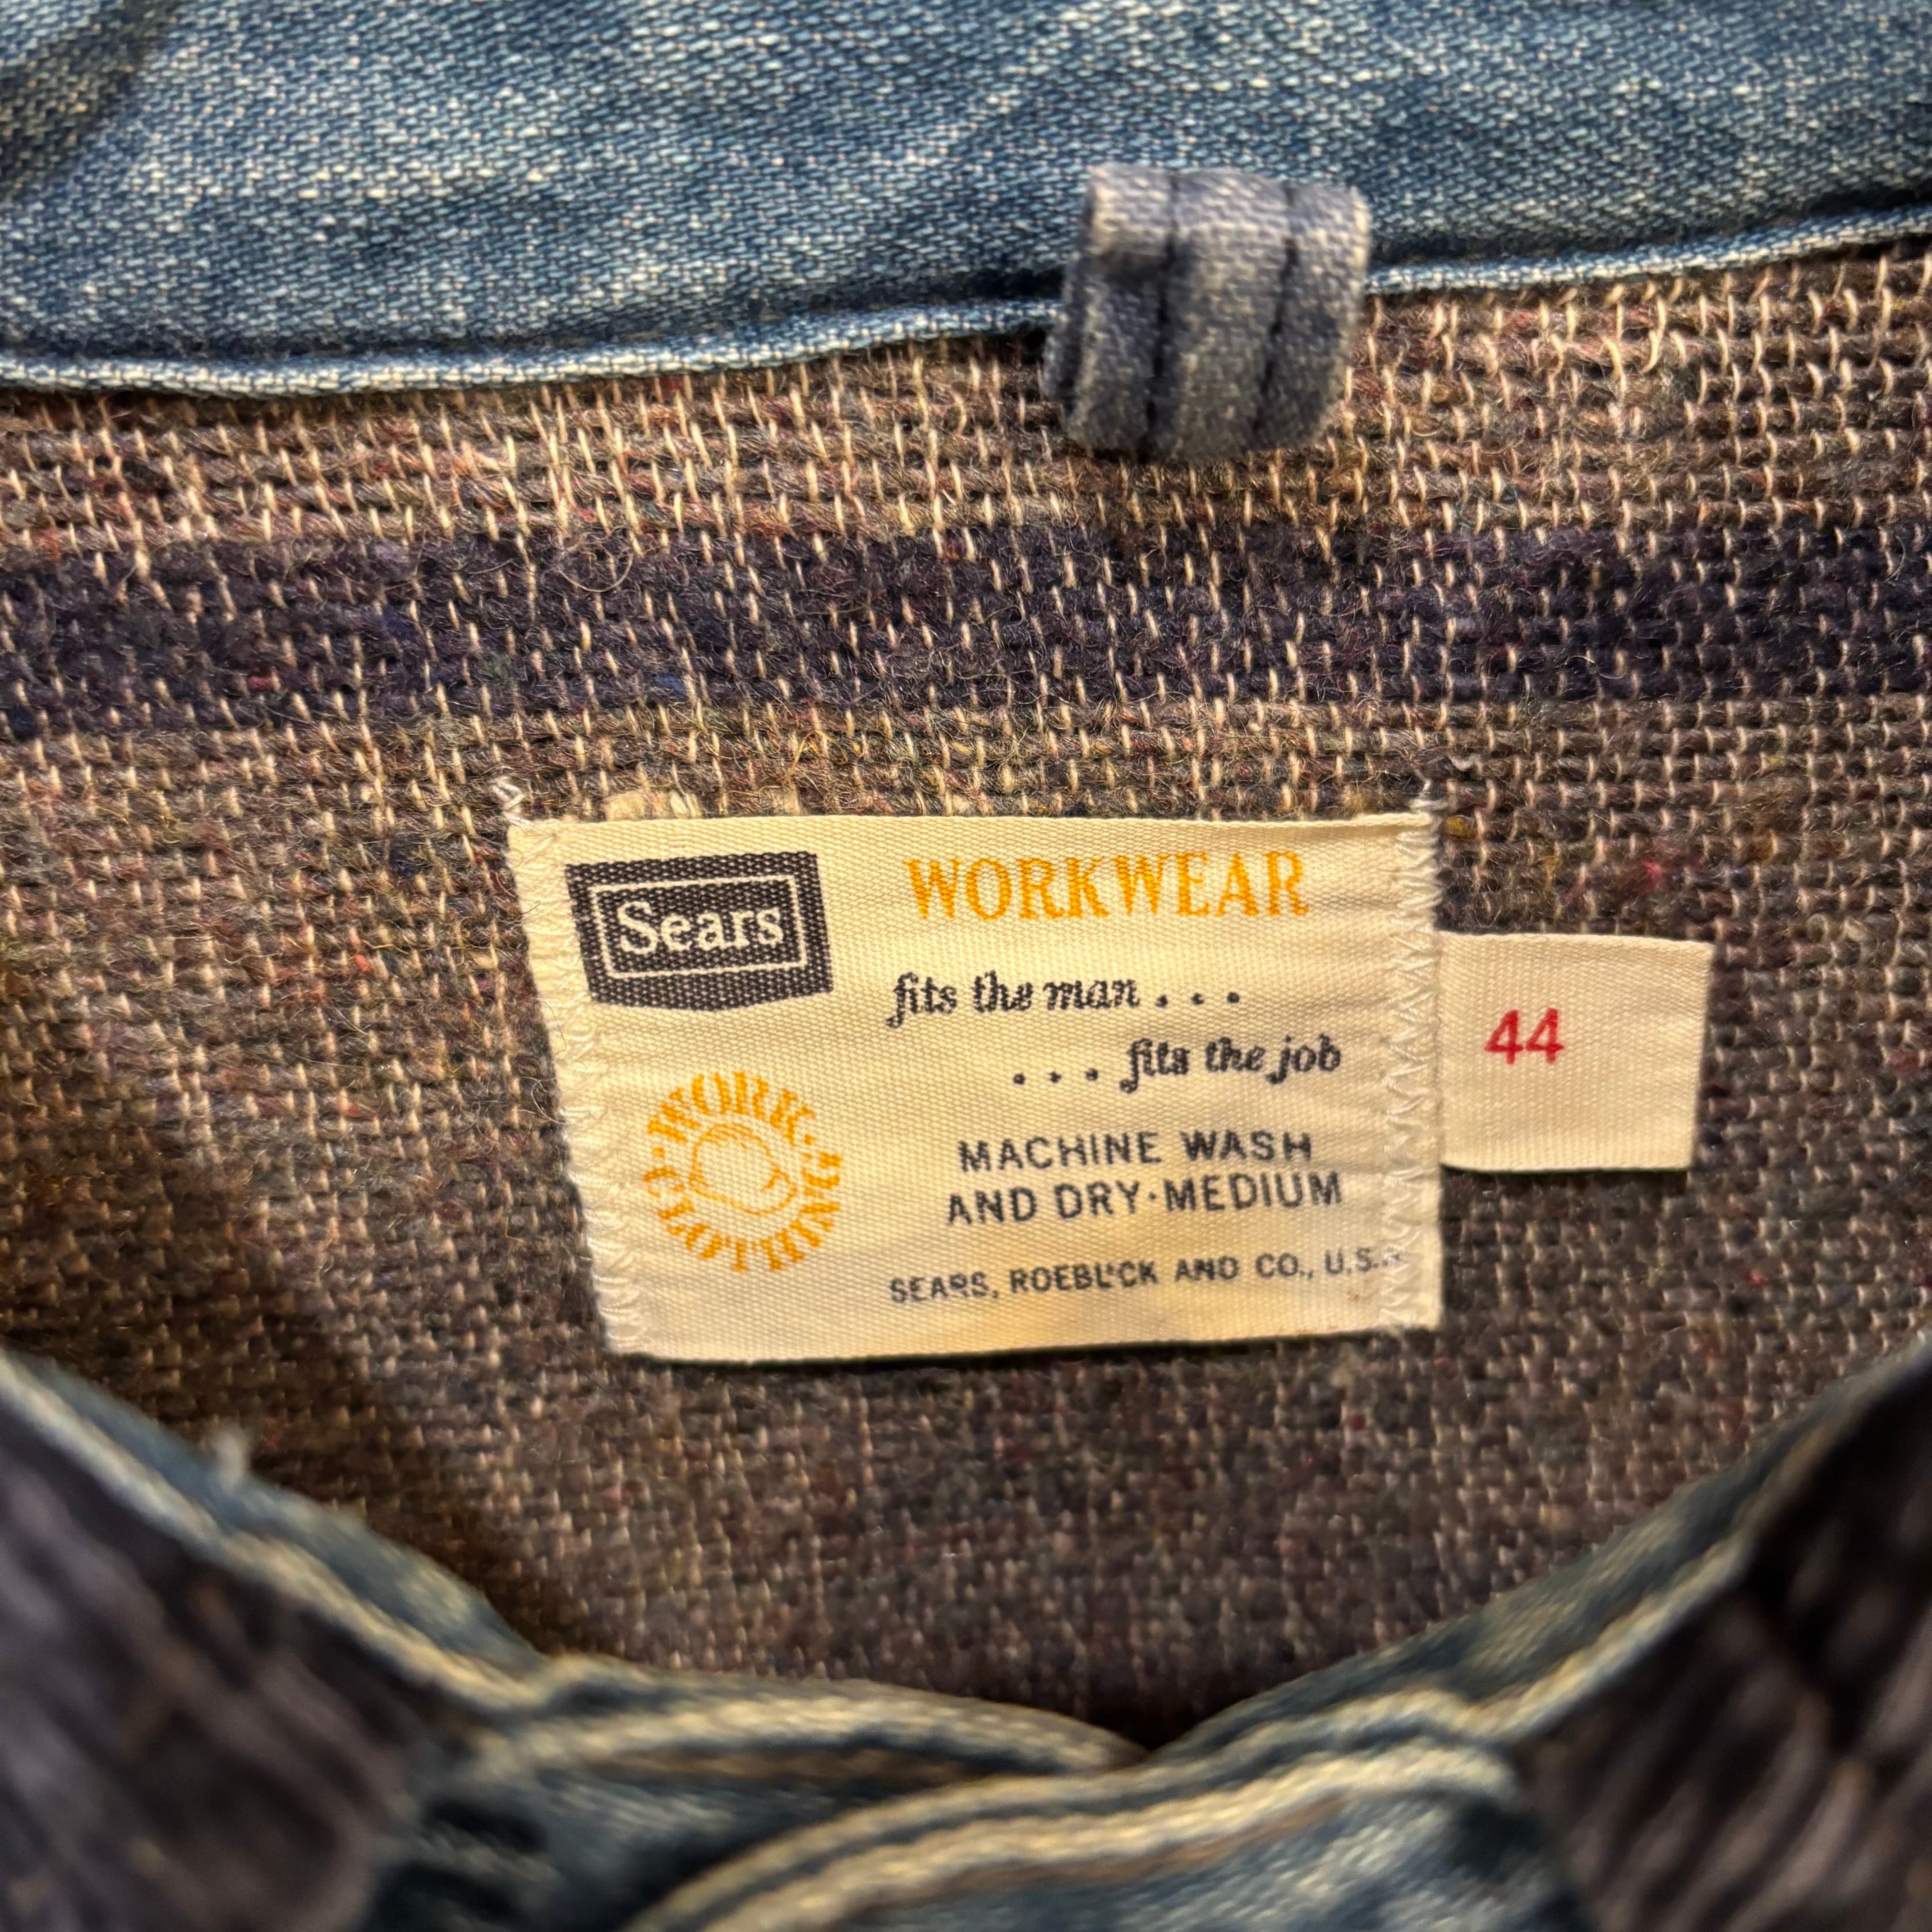 Sears
WORKWEAR
fits the man . . .
. . . fits the job
WORK · CLOTHING ·
MACHINE WASH
AND DRY·MEDIUM
SEARS, ROEBUCK AND CO., U.S.A.
44